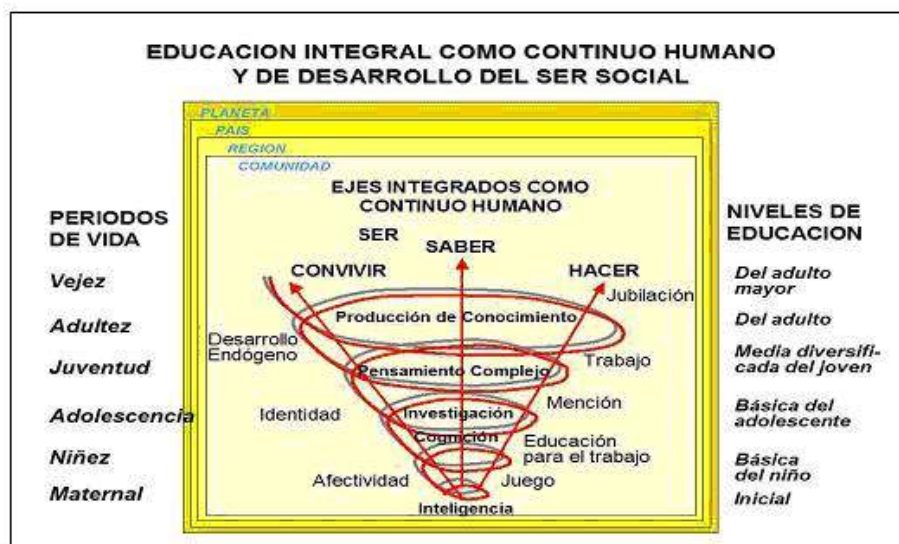 EDUCACION INTEGRAL COMO CONTINUO HUMANO
Y DE DESARROLLO DEL SER SOCIAL
PLANETA
PAIS
REGION
COMUNIDAD
EJES INTEGRADOS COMO
CONTINUO HUMANO
PERIODOS
DE VIDA
Vejez
Adultez
Juventud
Adolescencia
Niñez
Maternal
SER
SABER
CONVIVIR
HACER
Jubilación
Producción de Conocimiento
Desarrollo
Endógeno
Trabajo
Pensamiento Complejo
Mención
Identidad
Investigación
Cognición
Educación
para el trabajo
Afectividad
Juego
Inteligencia
NIVELES DE
EDUCACION
Del adulto
mayor
Del adulto
Media diversifi-
cada del joven
Básica del
adolescente
Básica
del niño
Inicial